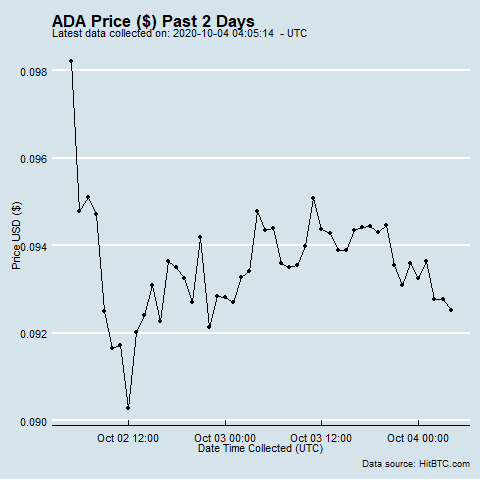 ADA Price ($) Past 2 Days
Latest data collected on: 2020-10-04 04:05:14 - UTC
0.098
0.096
0.094
0.092
0.090
Price USD ($)
Oct 02 12:00 Oct 03 00:00 Oct 03 12:00 Oct 04 00:00
Date Time Collected (UTC)
Data source: HitBTC.com